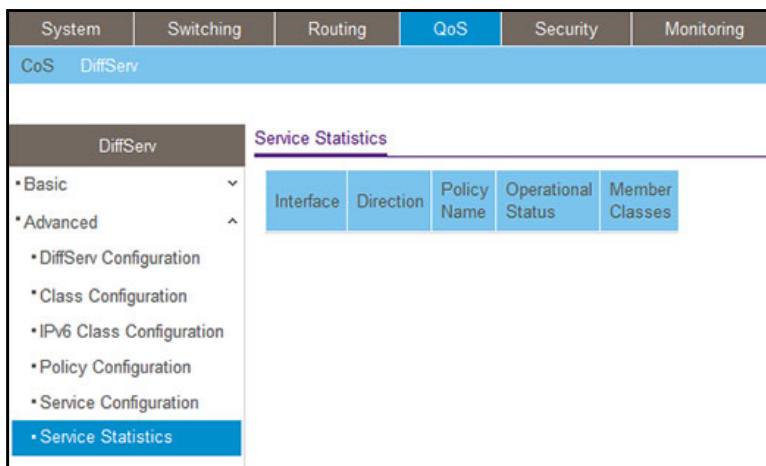 System Switching Routing QoS Security Monitoring
CoS DiffServ
DiffServ
Basic
Advanced
DiffServ Configuration
Class Configuration
IPv6 Class Configuration
Policy Configuration
Service Configuration
Service Statistics
Service Statistics
Interface Direction Policy Name Operational Status Member Classes